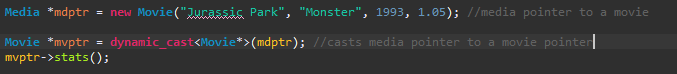 Media *mdptr = new Movie("Jurassic Park", "Monster", 1993, 1.05); //media pointer to a movie
Movie *mvptr = dynamic_cast<Movie*>(mdptr); //casts media pointer to a movie pointer
mvptr->stats();